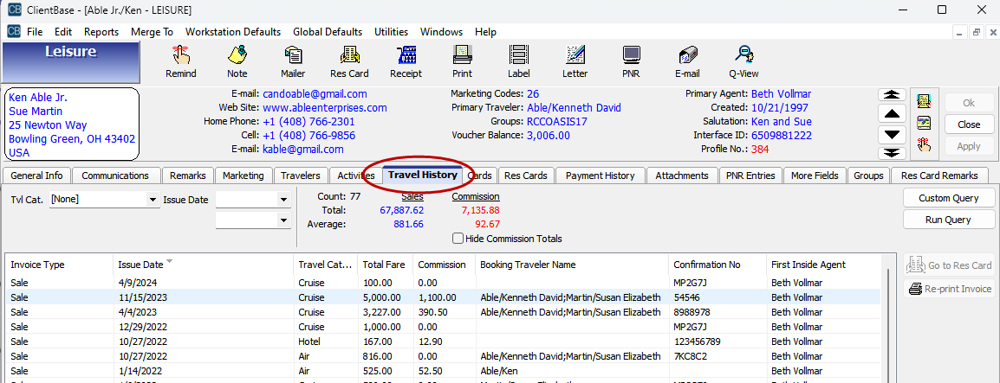 CB ClientBase - [Able Jr./Ken - LEISURE]
CB File Edit Reports Merge To Workstation Defaults Global Defaults Utilities Windows Help
Leisure
Remind Note Mailer Res Card Receipt Print Label Letter PNR E-mail Q-View
Ken Able Jr.
Sue Martin
25 Newton Way
Bowling Green, OH 43402
USA
E-mail: candoable@gmail.com
Web Site: www.ableenterprises.com
Home Phone: +1 (408) 766-2301
Cell: +1 (408) 766-9856
E-mail: kable@gmail.com
Marketing Codes: 26
Primary Traveler: Able/Kenneth David
Groups: RCCOASIS17
Voucher Balance: 3,006.00
Primary Agent: Beth Vollmar
Created: 10/21/1997
Salutation: Ken and Sue
Interface ID: 6509881222
Profile No.: 384
Ok
Close
Apply
General Info Communications Remarks Marketing Travelers Activities Travel History Cards Res Cards Payment History Attachments PNR Entries More Fields Groups Res Card Remarks
Tvl Cat. [None] Issue Date
Count: 77 Sales Commission
Total: 67,887.62 7,135.88
Average: 881.66 92.67
Hide Commission Totals
Custom Query
Run Query
Invoice Type Issue Date Travel Cat... Total Fare Commission Booking Traveler Name Confirmation No First Inside Agent
Sale 4/9/2024 Cruise 100.00 0.00 MP2G7J Beth Vollmar
Sale 11/15/2023 Cruise 5,000.00 1,100.00 Able/Kenneth David;Martin/Susan Elizabeth 54546 Beth Vollmar
Sale 4/4/2023 Cruise 3,227.00 390.50 Able/Kenneth David;Martin/Susan Elizabeth 8988978 Beth Vollmar
Sale 12/29/2022 Cruise 1,000.00 0.00 MP2G7J Beth Vollmar
Sale 10/27/2022 Hotel 167.00 12.90 123456789 Beth Vollmar
Sale 10/27/2022 Air 816.00 0.00 Able/Kenneth David;Martin/Susan Elizabeth 7KC8C2 Beth Vollmar
Sale 1/14/2022 Air 525.00 52.50 Able/Ken Beth Vollmar
Go to Res Card
Re-print Invoice